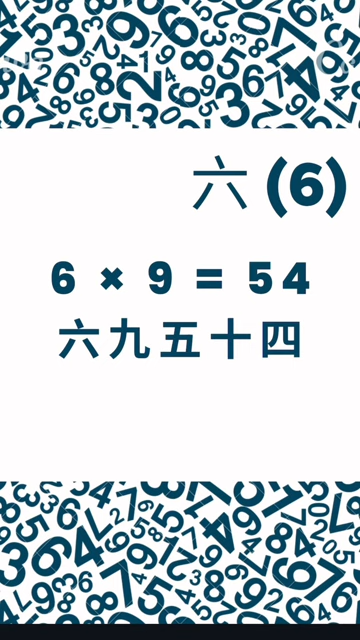 六 (6)
6 × 9 = 54
六九五十四